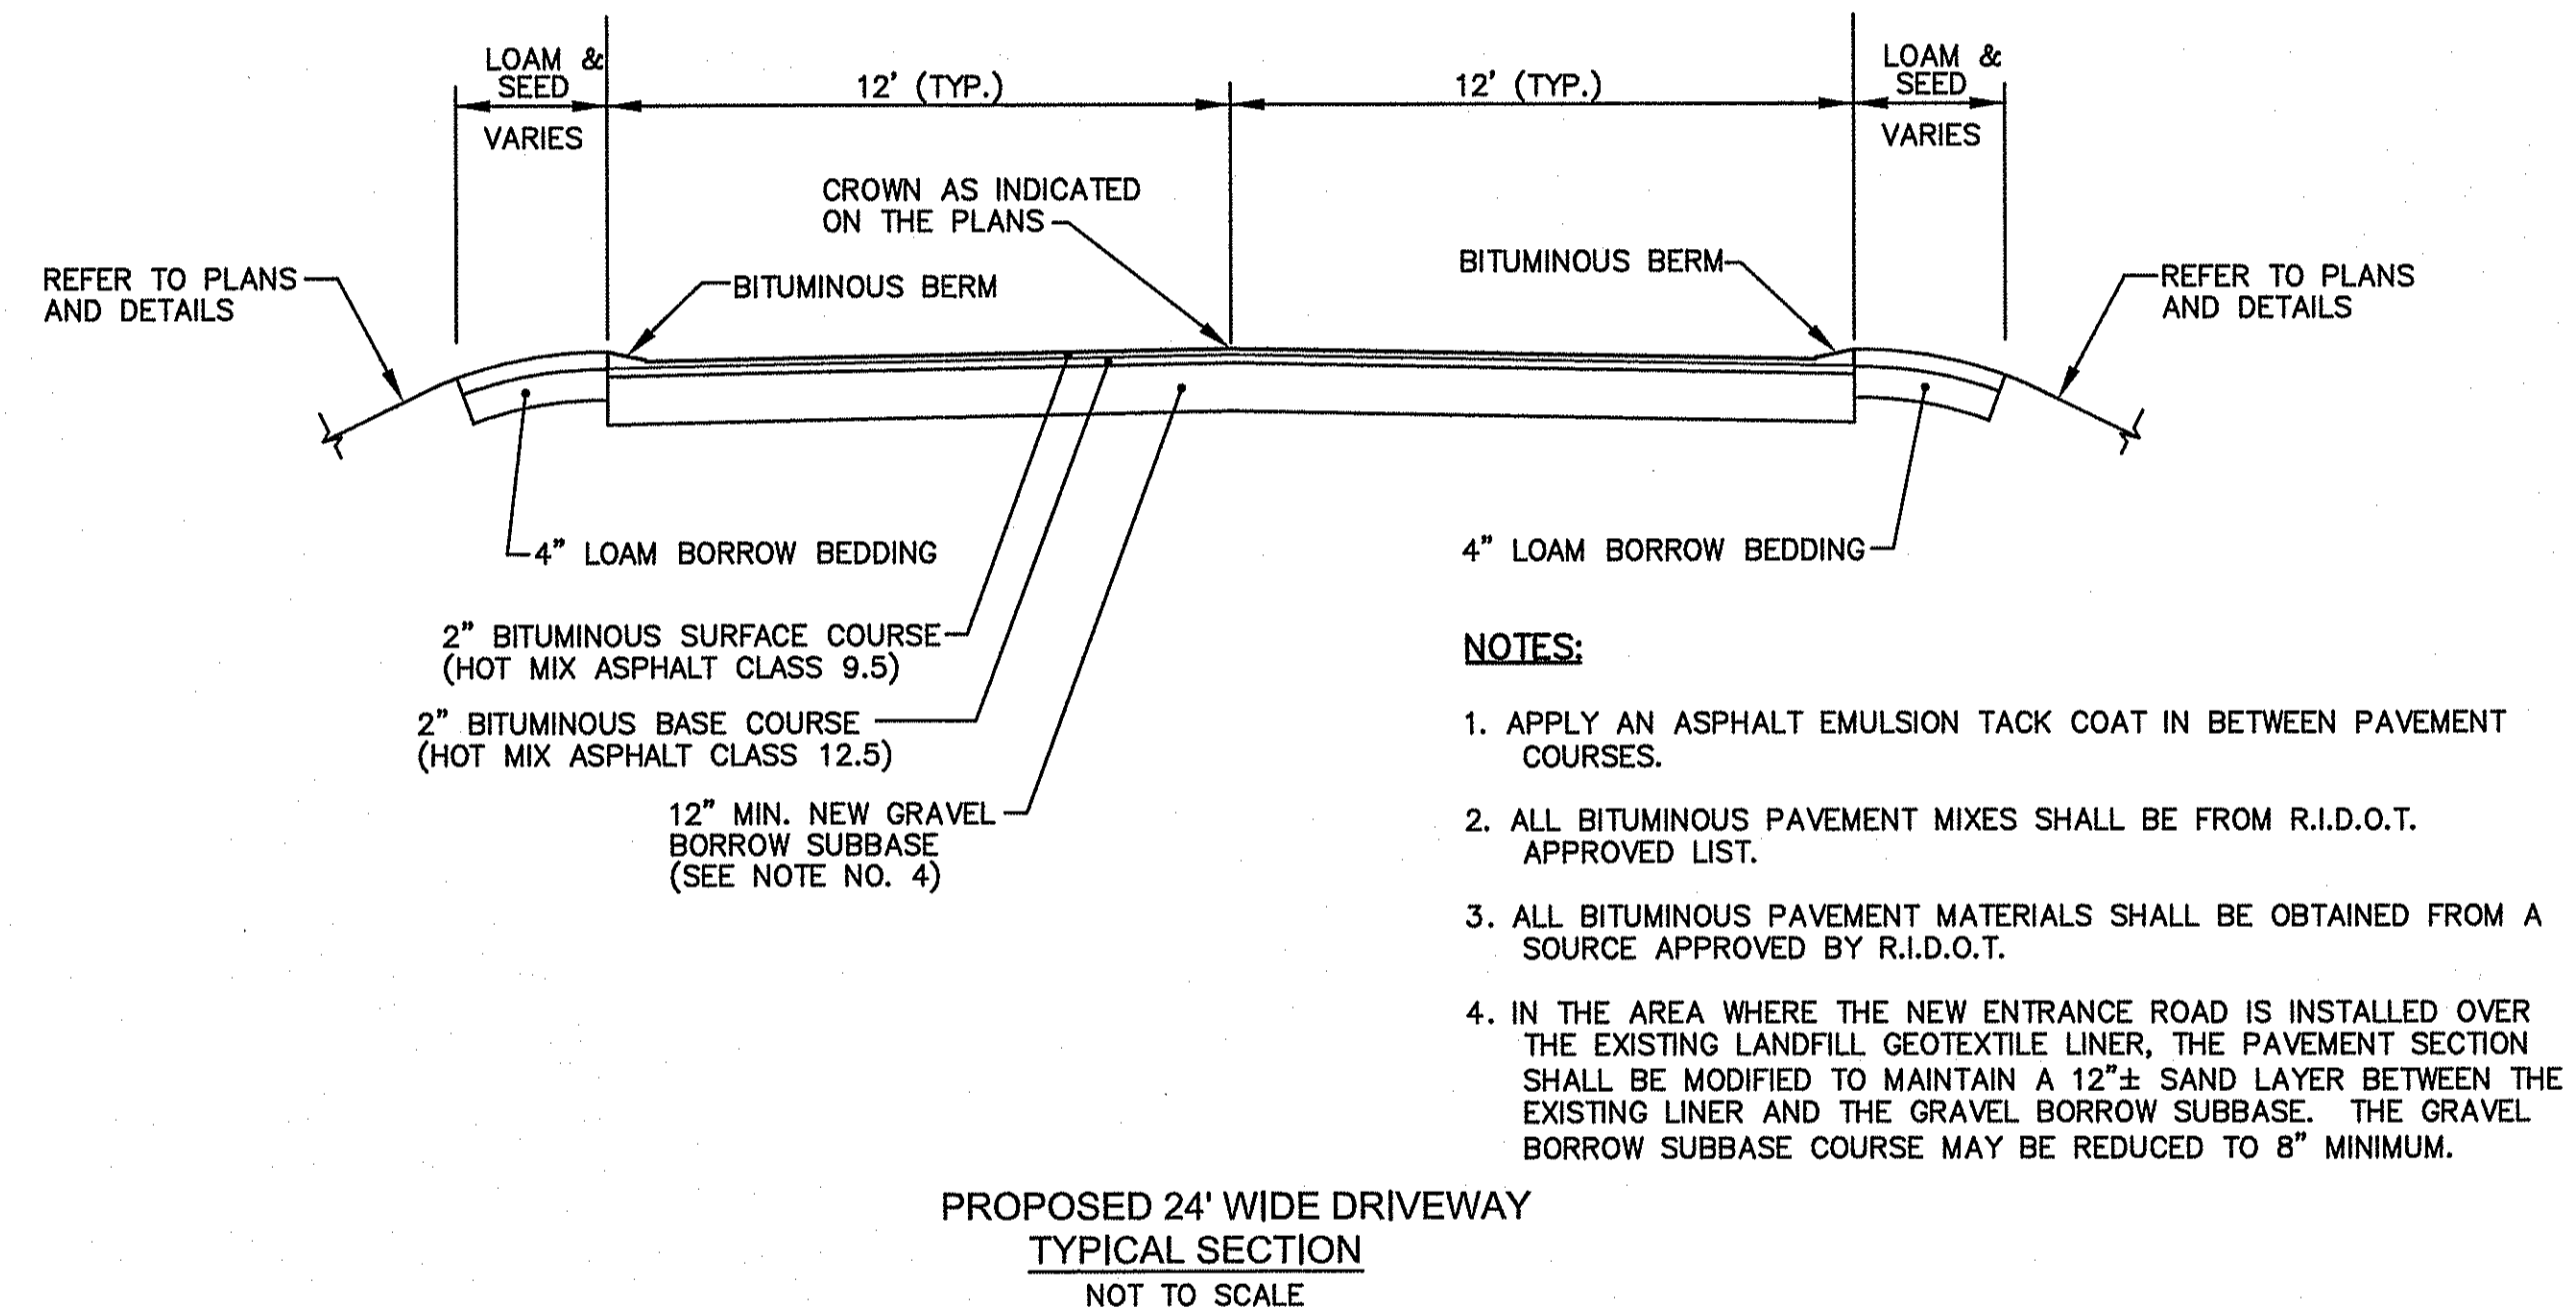 LOAM &
SEED
VARIES
12' (TYP.)
12' (TYP.)
LOAM &
SEED
VARIES
CROWN AS INDICATED
ON THE PLANS
REFER TO PLANS
AND DETAILS
BITUMINOUS BERM
BITUMINOUS BERM
REFER TO PLANS
AND DETAILS
4" LOAM BORROW BEDDING
4" LOAM BORROW BEDDING
2" BITUMINOUS SURFACE COURSE
(HOT MIX ASPHALT CLASS 9.5)
2" BITUMINOUS BASE COURSE
(HOT MIX ASPHALT CLASS 12.5)
12" MIN. NEW GRAVEL
BORROW SUBBASE
(SEE NOTE NO. 4)
NOTES:
1. APPLY AN ASPHALT EMULSION TACK COAT IN BETWEEN PAVEMENT
COURSES.
2. ALL BITUMINOUS PAVEMENT MIXES SHALL BE FROM R.I.D.O.T.
APPROVED LIST.
3. ALL BITUMINOUS PAVEMENT MATERIALS SHALL BE OBTAINED FROM A
SOURCE APPROVED BY R.I.D.O.T.
4. IN THE AREA WHERE THE NEW ENTRANCE ROAD IS INSTALLED OVER
THE EXISTING LANDFILL GEOTEXTILE LINER, THE PAVEMENT SECTION
SHALL BE MODIFIED TO MAINTAIN A 12"± SAND LAYER BETWEEN THE
EXISTING LINER AND THE GRAVEL BORROW SUBBASE. THE GRAVEL
BORROW SUBBASE COURSE MAY BE REDUCED TO 8" MINIMUM.
PROPOSED 24' WIDE DRIVEWAY
TYPICAL SECTION
NOT TO SCALE